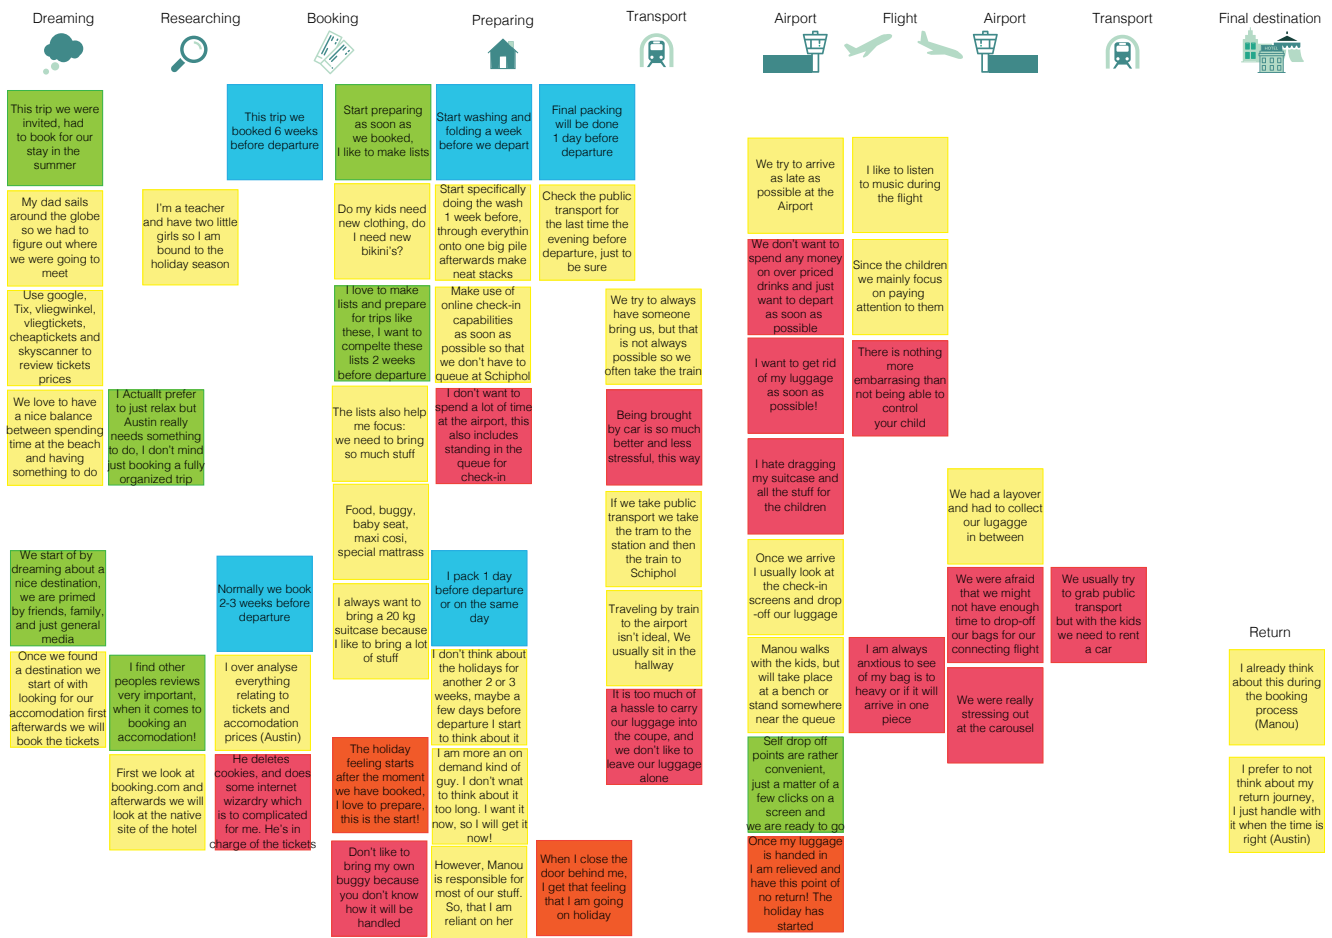 Dreaming
Researching
Booking
Preparing
Transport
Airport
Flight
Airport
Transport
Final destination
HOTEL
This trip we were
invited, had
to book for our
stay in the
summer
My dad sails
around the globe
so we had to
figure out where
we were going to
meet
Use google,
Tix, vliegwinkel,
vliegtickets,
cheaptickets and
skyscanner to
review tickets
prices
We love to have
a nice balance
between spending
time at the beach
and having
something to do
We start of by
dreaming about a
nice destination,
we are primed
by friends, family,
and just general
media
Once we found
a destination we
start of with
looking for our
accomodation first
afterwards we will
book the tickets
I'm a teacher
and have two little
girls so I am
bound to the
holiday season
I Actuallt prefer
to just relax but
Austin really
needs something
to do, I don't mind
just booking a fully
organized trip
I find other
peoples reviews
very important,
when it comes to
booking an
accomodation!
First we look at
booking.com and
afterwards we will
look at the native
site of the hotel
This trip we
booked 6 weeks
before departure
Normally we book
2-3 weeks before
departure
I over analyse
everything
relating to
tickets and
accomodation
prices (Austin)
He deletes
cookies, and does
some internet
wizardry which
is to complicated
for me. He's in
charge of the tickets
Start preparing
as soon as
we booked,
I like to make lists
Do my kids need
new clothing, do
I need new
bikini's?
I love to make
lists and prepare
for trips like
these, I want to
compelte these
lists 2 weeks
before departure
The lists also help
me focus:
we need to bring
so much stuff
Food, buggy,
baby seat,
maxi cosi,
special mattrass
I always want to
bring a 20 kg
suitcase because
I like to bring a lot
of stuff
The holiday
feeling starts
after the moment
we have booked,
I love to prepare,
this is the start!
Don't like to
bring my own
buggy because
you don't know
how it will be
handled
Start washing and
folding a week
before we depart
Start specifically
doing the wash
1 week before,
through everythin
onto one big pile
afterwards make
neat stacks
Make use of
online check-in
capabilities
as soon as
possible so that
we don't have to
queue at Schiphol
I don't want to
spend a lot of time
at the airport, this
also includes
standing in the
queue for
check-in
I pack 1 day
before departure
or on the same
day
I don't think about
the holidays for
another 2 or 3
weeks, maybe a
few days before
departure I start
to think about it
I am more an on
demand kind of
guy. I don't wnat
to think about it
too long. I want it
now, so I will get it
now!
However, Manou
is responsible for
most of our stuff.
So, that I am
reliant on her
Final packing
will be done
1 day before
departure
Check the public
transport for
the last time the
evening before
departure, just to
be sure
When I close the
door behind me,
I get that feeling
that I am going
on holiday
We try to always
have someone
bring us, but that
is not always
possible so we
often take the train
Being brought
by car is so much
better and less
stressful, this way
If we take public
transport we take
the tram to the
station and then
the train to
Schiphol
Traveling by train
to the airport
isn't ideal, We
usually sit in the
hallway
It is too much of
a hassle to carry
our luggage into
the coupe, and
we don't like to
leave our luggage
alone
We try to arrive
as late as
possible at the
Airport
We don't want to
spend any money
on over priced
drinks and just
want to depart
as soon as
possible
I want to get rid
of my luggage
as soon as
possible!
I hate dragging
my suitcase and
all the stuff for
the children
Once we arrive
I usually look at
the check-in
screens and drop
-off our luggage
Manou walks
with the kids, but
will take place
at a bench or
stand somewhere
near the queue
Self drop off
points are rather
convenient,
just a matter of a
few clicks on a
screen and
we are ready to go
Once my luggage
is handed in
I am relieved and
have this point of
no return! The
holiday has
started
I like to listen
to music during
the flight
Since the children
we mainly focus
on paying
attention to them
There is nothing
more
embarrasing than
not being able to
control
your child
I am always
anxtious to see
of my bag is to
heavy or if it will
arrive in one
piece
We had a layover
and had to collect
our lugagge
in between
We were afraid
that we might
not have enough
time to drop-off
our bags for our
connecting flight
We were really
stressing out
at the carousel
We usually try
to grab public
transport
but with the kids
we need to rent
a car
Return
I already think
about this during
the booking
process
(Manou)
I prefer to not
think about my
return journey,
I just handle with
it when the time is
right (Austin)